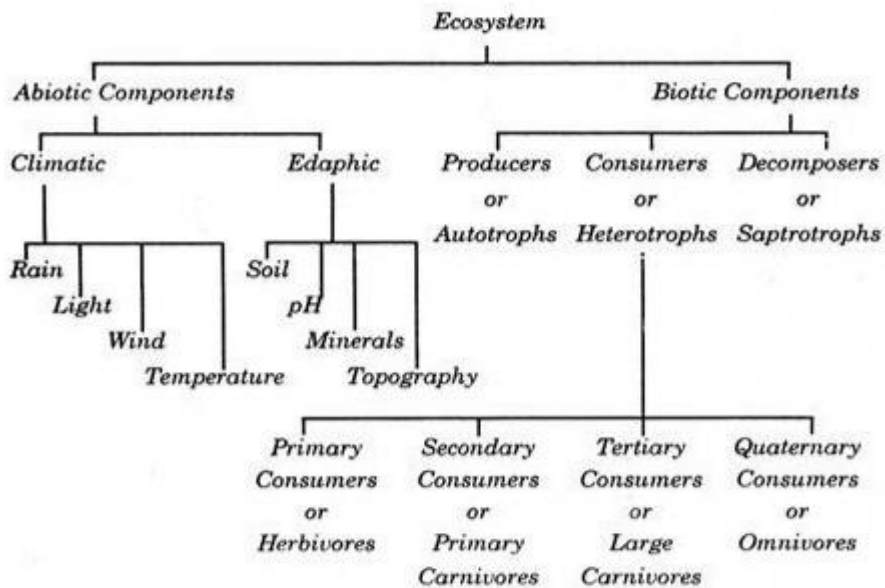 Ecosystem
Abiotic Components
Biotic Components
Climatic
Edaphic
Producers
or
Autotrophs
Consumers
or
Heterotrophs
Decomposers
or
Saptrotrophs
Rain
Light
Wind
Temperature
Soil
pH
Minerals
Topography
Primary
Consumers
or
Herbivores
Secondary
Consumers
or
Primary
Carnivores
Tertiary
Consumers
or
Large
Carnivores
Quaternary
Consumers
or
Omnivores